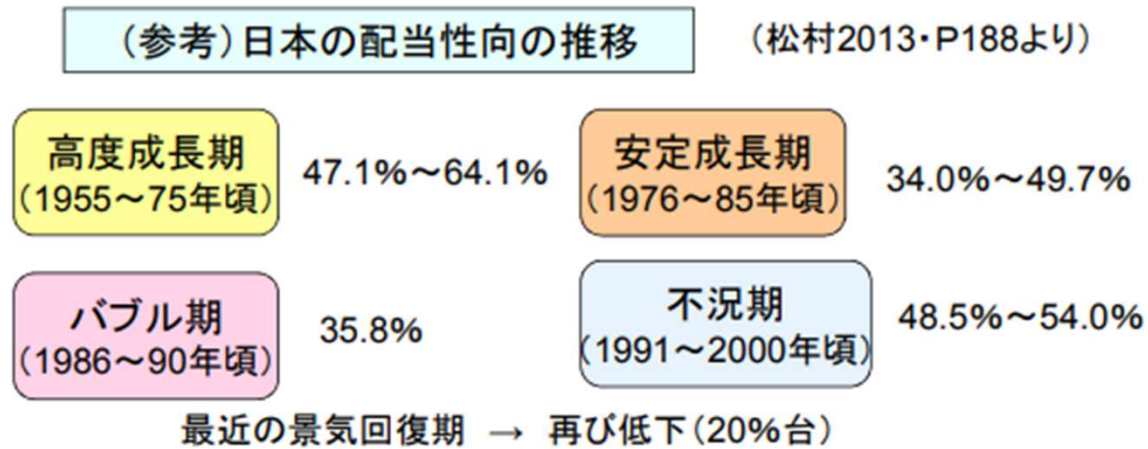 （参考）日本の配当性向の推移
（松村2013・P188より）
高度成長期
（1955～75年頃）
47.1%～64.1%
安定成長期
（1976～85年頃）
34.0%～49.7%
バブル期
（1986～90年頃）
35.8%
不況期
（1991～2000年頃）
48.5%～54.0%
最近の景気回復期 → 再び低下（20%台）